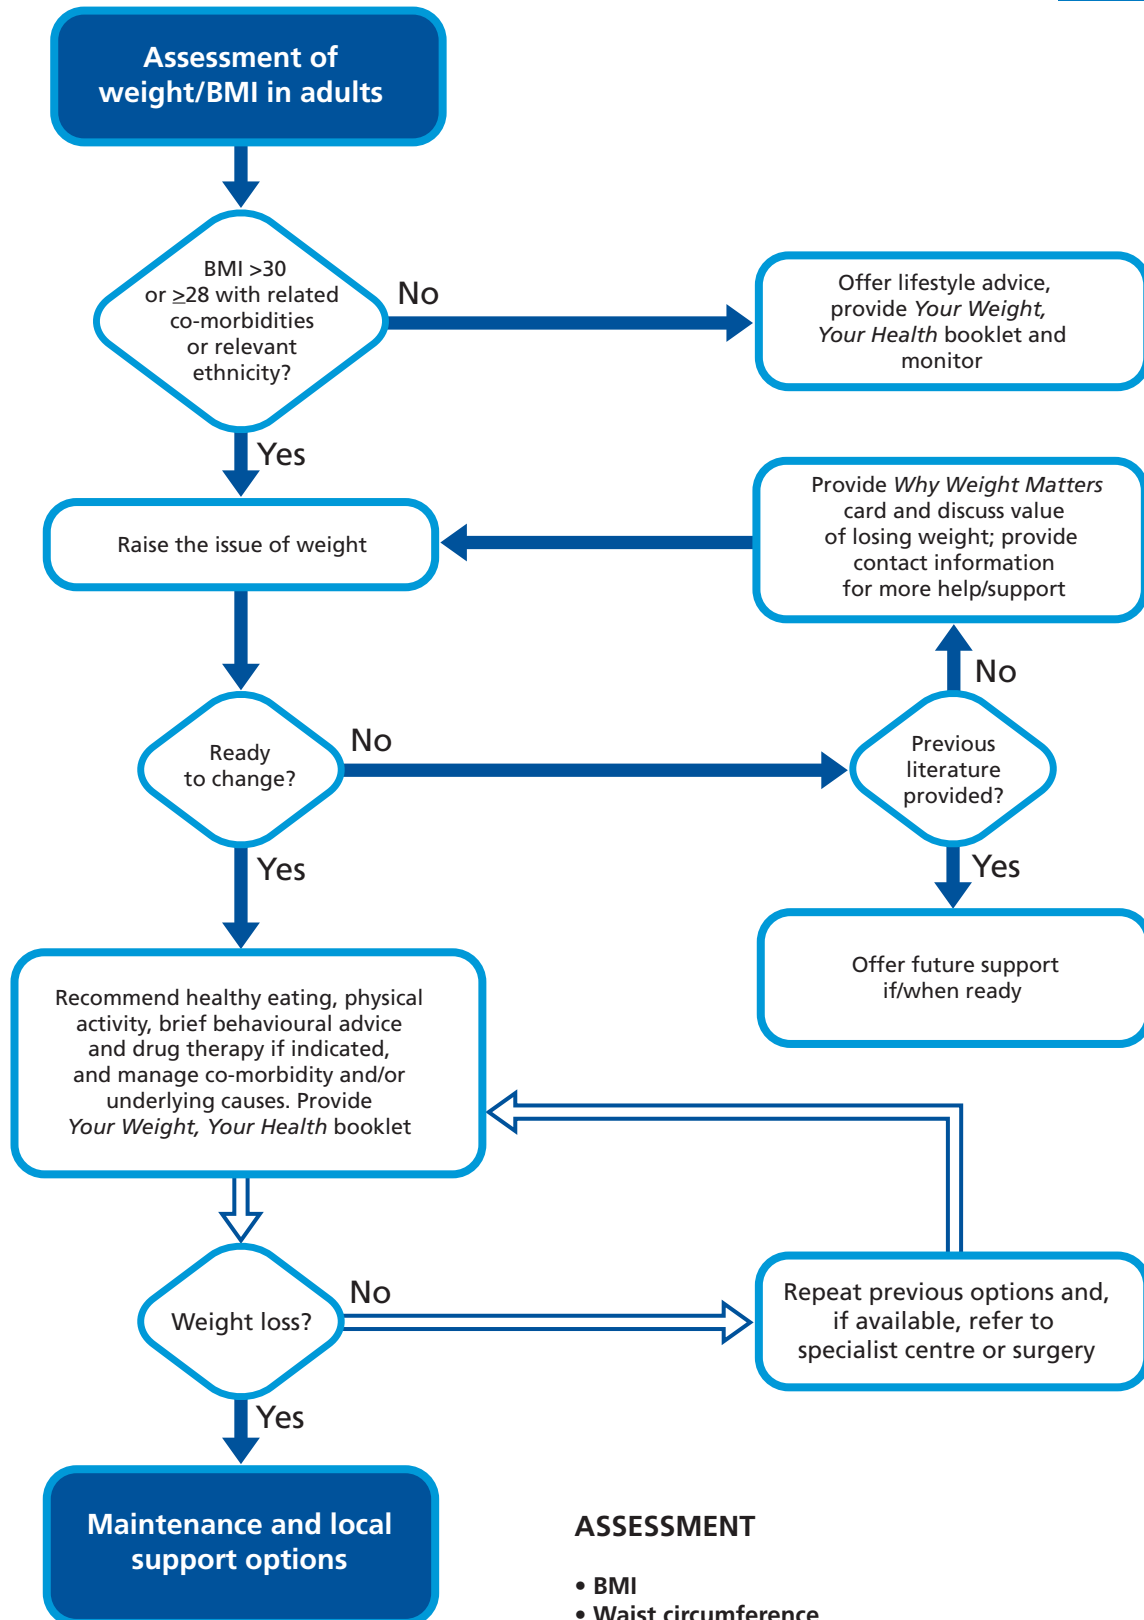 Assessment of
weight/BMI in adults
BMI >30
or ≥28 with related
co-morbidities
or relevant
ethnicity?
No
Offer lifestyle advice,
provide Your Weight,
Your Health booklet and
monitor
Yes
Raise the issue of weight
Provide Why Weight Matters
card and discuss value
of losing weight; provide
contact information
for more help/support
No
Ready
to change?
No
Previous
literature
provided?
Yes
Yes
Offer future support
if/when ready
Recommend healthy eating, physical
activity, brief behavioural advice
and drug therapy if indicated,
and manage co-morbidity and/or
underlying causes. Provide
Your Weight, Your Health booklet
Weight loss?
No
Repeat previous options and,
if available, refer to
specialist centre or surgery
Yes
Maintenance and local
support options
ASSESSMENT
• BMI
• Waist circumference